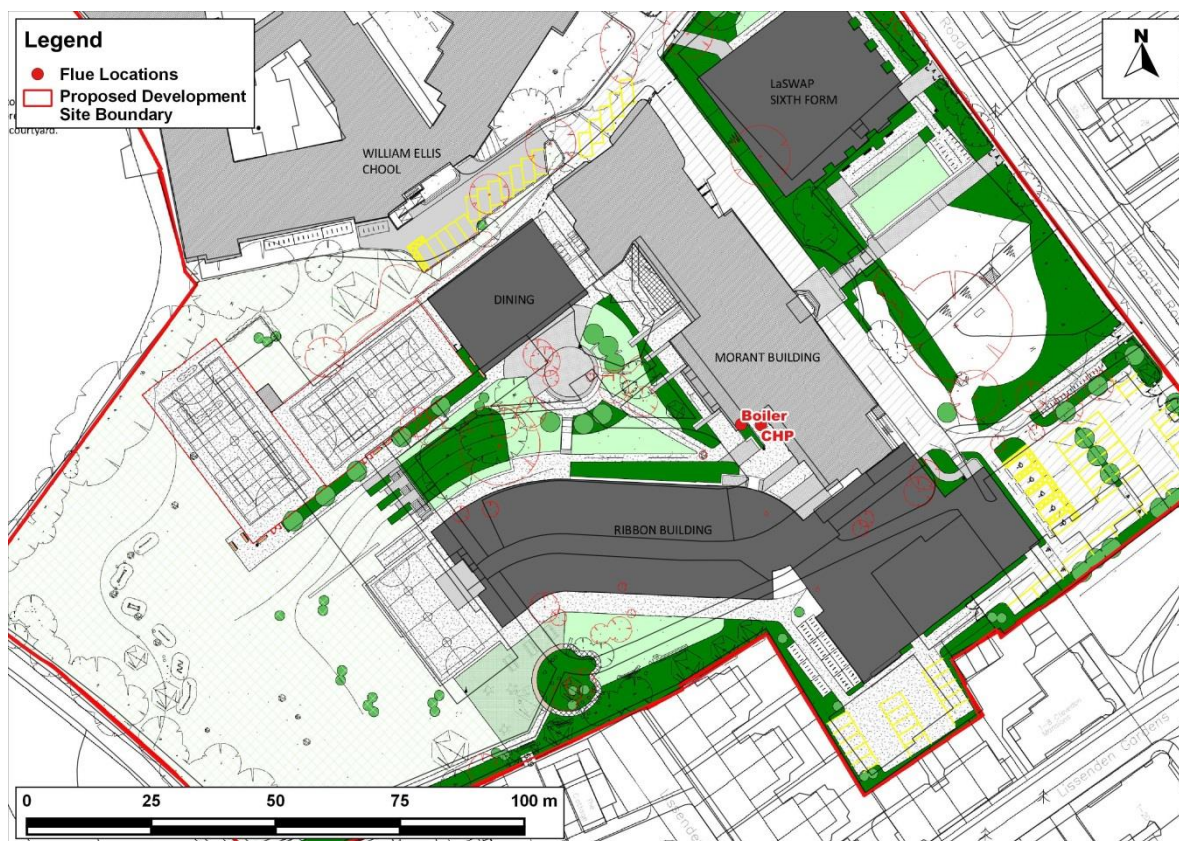 Legend
Flue Locations
Proposed Development
Site Boundary
courtyard.
N
Road
LaSWAP
SIXTH FORM
WILLIAM ELLIS
CHOOL
DINING
MORANT BUILDING
Boiler
CHP
RIBBON BUILDING
Lissenden Gardens
0 25 50 75 100 m